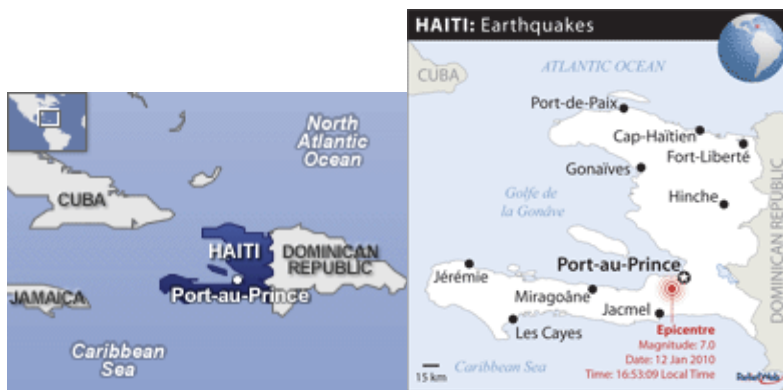 North
Atlantic
Ocean
CUBA
HAITI
DOMINICAN
REPUBLIC
JAMAICA
Port-au-Prince
Caribbean
Sea
HAITI: Earthquakes
CUBA
ATLANTIC OCEAN
Port-de-Paix
Cap-Haïtien
Fort-Liberté
Gonaïves
Hinche
Golfe de
la Gonâve
DOMINICAN REPUBLIC
Port-au-Prince
Jérémie
Miragoâne
Jacmel
Les Cayes
Epicentre
Magnitude: 7.0
Date: 12 Jan 2010
Time: 16:53:09 Local Time
Caribbean Sea
15 km